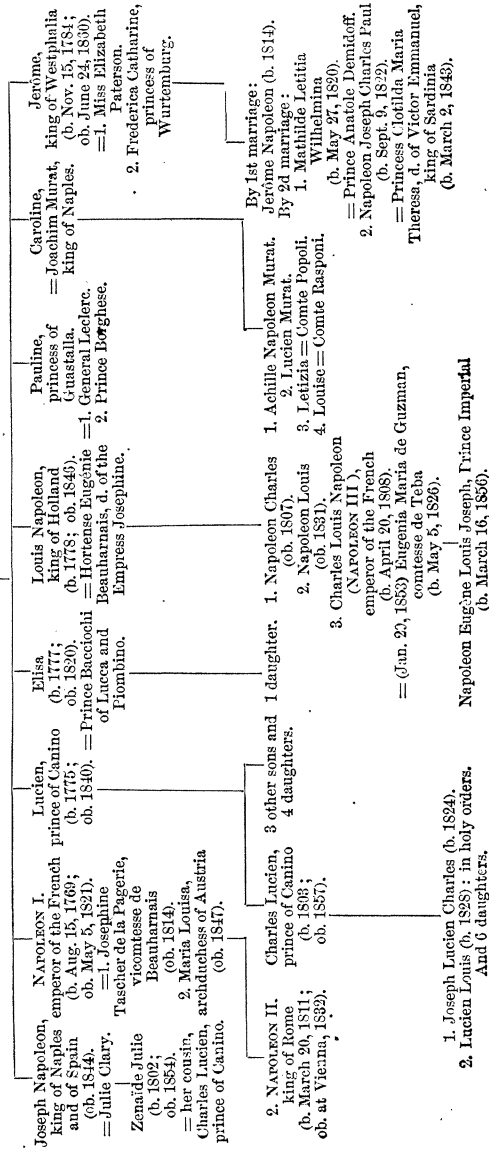 Joseph Napoleon,
king of Naples
and of Spain
(ob. 1844).
=Julie Clary.
Zenaïde Julie
(b. 1802;
ob. 1854).
= her cousin,
Charles Lucien,
prince of Canino.
NAPOLEON I.
emperor of the French
(b. Aug. 15, 1769;
ob. May 5, 1821).
=1. Josephine
Tascher de la Pagerie,
vicomtesse de
Beauharnais
(ob. 1814).
2. Maria Louisa,
archduchess of Austria
(ob. 1847).
2. NAPOLEON II.
king of Rome
(b. March 20, 1811;
ob. at Vienna, 1832).
Lucien,
prince of Canino
(b. 1775;
ob. 1840).
Charles Lucien,
prince of Canino
(b. 1803;
ob. 1857).
3 other sons and
4 daughters.
1. Joseph Lucien Charles (b. 1824).
2. Lucien Louis (b. 1828): in holy orders.
And 6 daughters.
Elisa
(b. 1777;
ob. 1820).
=Prince Bacciochi
of Lucca and
Piombino.
1 daughter.
Louis Napoleon,
king of Holland
(b. 1778; ob. 1846).
=Hortense Eugénie
Beauharnais, d. of the
Empress Josephine.
1. Napoleon Charles
(ob. 1807).
2. Napoleon Louis
(ob. 1831).
3. Charles Louis Napoleon
(NAPOLEON III),
emperor of the French
(b. April 20, 1808).
=(Jan. 29, 1853) Eugenia Maria de Guzman,
comtesse de Teba
(b. May 5, 1826).
Napoleon Eugène Louis Joseph, Prince Imperial
(b. March 16, 1856).
Pauline,
princess of
Guastalla.
=1. General Leclerc.
2. Prince Borghese.
Caroline,
=Joachim Murat,
king of Naples.
1. Achille Napoleon Murat.
2. Lucien Murat.
3. Letizia=Comte Popoli.
4. Louise=Comte Rasponi.
Jerôme,
king of Westphalia
(b. Nov. 15, 1784;
ob. June 24, 1860).
=1. Miss Elizabeth
Paterson.
2. Frederica Catharine,
princess of
Wurtemburg.
By 1st marriage:
Jerôme Napoleon (b. 1814).
By 2d marriage:
1. Mathilde Letitia
Wilhelmina
(b. May 27, 1820).
=Prince Anatole Demidoff.
2. Napoleon Joseph Charles Paul
(b. Sept. 9, 1822).
=Princess Clotilda Maria
Theresa, d. of Victor Emmanuel,
king of Sardinia
(b. March 2, 1843).